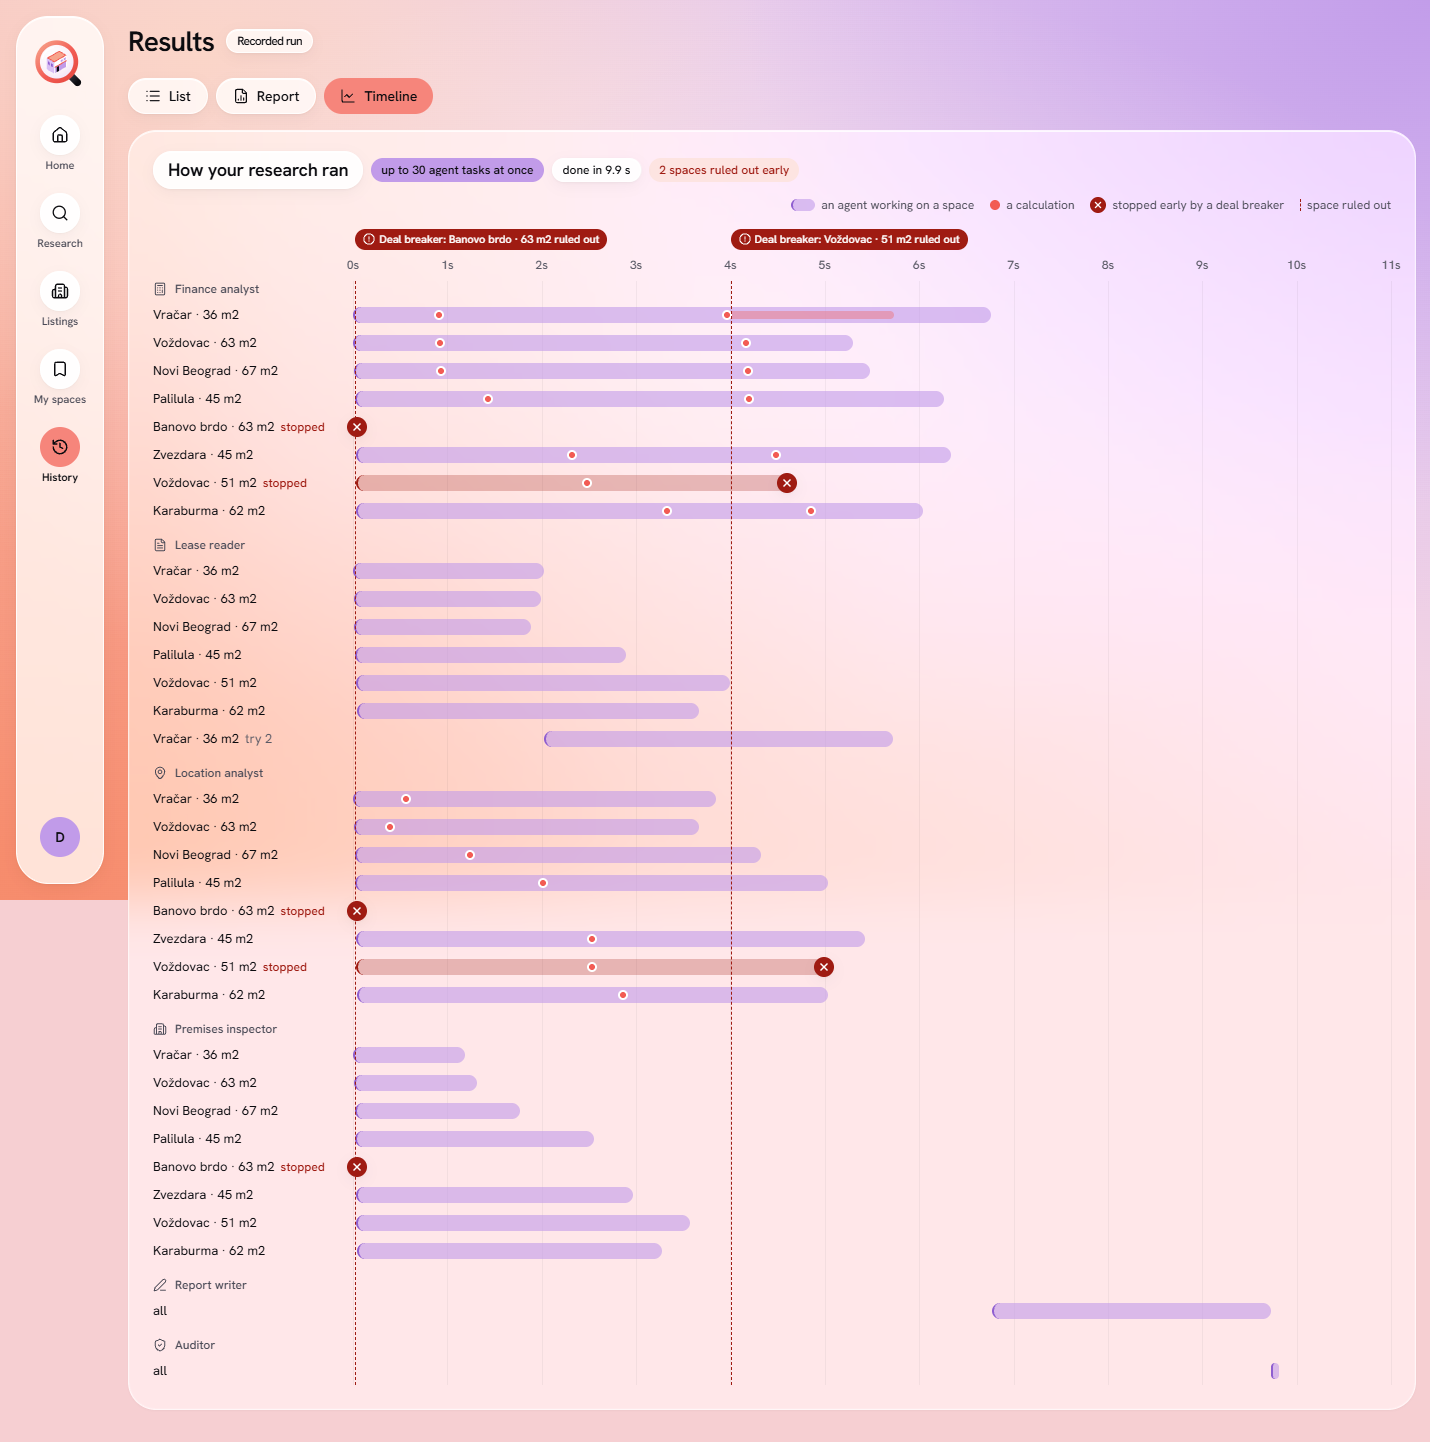 Results
Recorded run
List
Report
Timeline
Home
Research
Listings
My spaces
History
D
How your research ran
up to 30 agent tasks at once
done in 9.9 s
2 spaces ruled out early
an agent working on a space
a calculation
stopped early by a deal breaker
space ruled out
Deal breaker: Banovo brdo · 63 m2 ruled out
Deal breaker: Voždovac · 51 m2 ruled out
0s 1s 2s 3s 4s 5s 6s 7s 8s 9s 10s 11s
Finance analyst
Vračar · 36 m2
Voždovac · 63 m2
Novi Beograd · 67 m2
Palilula · 45 m2
Banovo brdo · 63 m2 stopped
Zvezdara · 45 m2
Voždovac · 51 m2 stopped
Karaburma · 62 m2
Lease reader
Vračar · 36 m2
Voždovac · 63 m2
Novi Beograd · 67 m2
Palilula · 45 m2
Voždovac · 51 m2
Karaburma · 62 m2
Vračar · 36 m2 try 2
Location analyst
Vračar · 36 m2
Voždovac · 63 m2
Novi Beograd · 67 m2
Palilula · 45 m2
Banovo brdo · 63 m2 stopped
Zvezdara · 45 m2
Voždovac · 51 m2 stopped
Karaburma · 62 m2
Premises inspector
Vračar · 36 m2
Voždovac · 63 m2
Novi Beograd · 67 m2
Palilula · 45 m2
Banovo brdo · 63 m2 stopped
Zvezdara · 45 m2
Voždovac · 51 m2
Karaburma · 62 m2
Report writer
all
Auditor
all